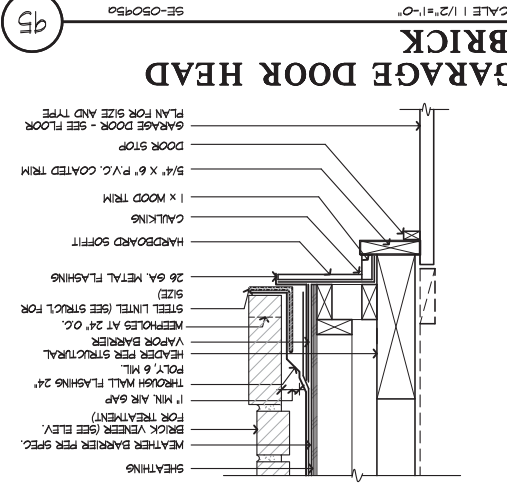 SHEATHING
WEATHER BARRIER PER SPEC.
BRICK VENEER (SEE ELEV.
FOR TREATMENT)
1" MIN. AIR GAP
THROUGH WALL FLASHING 24"
POLY, 6 MIL.
HEADER PER STRUCTURAL
VAPOR BARRIER
WEEPHOLES AT 24" O.C.
STEEL LINTEL (SEE STRUC'L FOR
SIZE)
26 GA. METAL FLASHING
HARDBOARD SOFFIT
CAULKING
1 x WOOD TRIM
5/4" X 6" P.V.C. COATED TRIM
DOOR STOP
GARAGE DOOR - SEE FLOOR
PLAN FOR SIZE AND TYPE
GARAGE DOOR HEAD
BRICK
CALE 1 1/2"=1'-0" SE-05095a
95